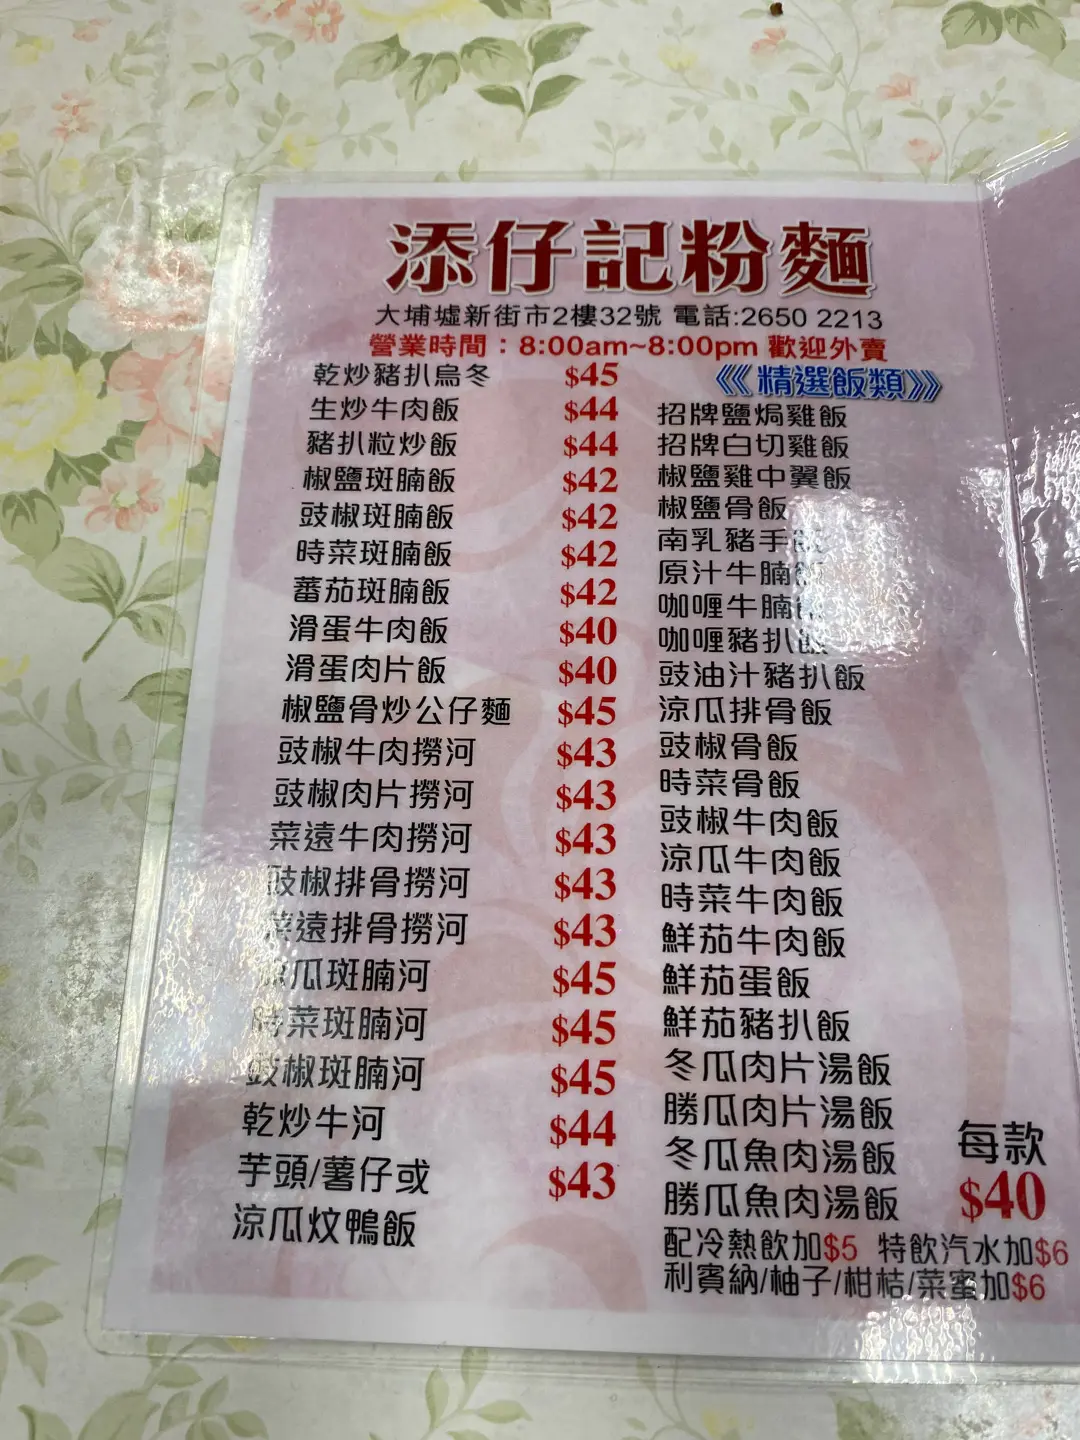 添仔記粉麵
大埔墟新街市2樓32號 電話:2650 2213
營業時間：8:00am~8:00pm 歡迎外賣
乾炒豬扒烏冬 $45
生炒牛肉飯 $44
豬扒粒炒飯 $44
椒鹽斑腩飯 $42
豉椒斑腩飯 $42
時菜斑腩飯 $42
蕃茄斑腩飯 $42
滑蛋牛肉飯 $40
滑蛋肉片飯 $40
椒鹽骨炒公仔麵 $45
豉椒牛肉撈河 $43
豉椒肉片撈河 $43
菜遠牛肉撈河 $43
豉椒排骨撈河 $43
菜遠排骨撈河 $43
瓜斑腩河 $45
時菜斑腩河 $45
豉椒斑腩河 $45
乾炒牛河 $44
芋頭/薯仔或 $43
涼瓜炆鴨飯
《《精選飯類》》
招牌鹽焗雞飯
招牌白切雞飯
椒鹽雞中翼飯
椒鹽骨飯
南乳豬手
原汁牛腩
咖喱牛腩
咖喱豬扒飯
豉油汁豬扒飯
涼瓜排骨飯
豉椒骨飯
時菜骨飯
豉椒牛肉飯
涼瓜牛肉飯
時菜牛肉飯
鮮茄牛肉飯
鮮茄蛋飯
鮮茄豬扒飯
冬瓜肉片湯飯
勝瓜肉片湯飯
冬瓜魚肉湯飯
勝瓜魚肉湯飯
每款
$40
配冷熱飲加$5 特飲汽水加$6
利賓納/柚子/柑桔/菜蜜加$6